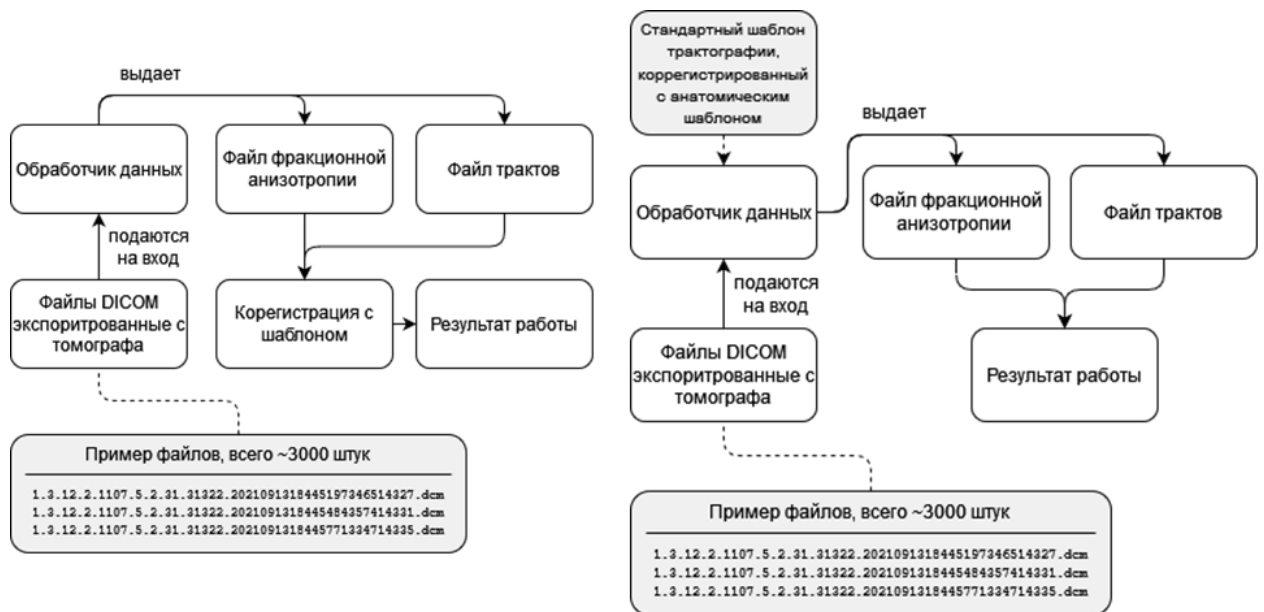 выдает
Обработчик данных
Файл фракционной
анизотропии
Файл трактов
подаются
на вход
Файлы DICOM
экспоритрованные с
томографа
Корегистрация с
шаблоном
Результат работы
Пример файлов, всего ~3000 штук
1.3.12.2.1107.5.2.31.31322.2021091318445197346514327.dcm
1.3.12.2.1107.5.2.31.31322.2021091318445484357414331.dcm
1.3.12.2.1107.5.2.31.31322.2021091318445771334714335.dcm
Стандартный шаблон
трактографии,
коррегистрированный
с анатомическим
шаблоном
выдает
Обработчик данных
Файл фракционной
анизотропии
Файл трактов
подаются
на вход
Файлы DICOM
экспоритрованные с
томографа
Результат работы
Пример файлов, всего ~3000 штук
1.3.12.2.1107.5.2.31.31322.2021091318445197346514327.dcm
1.3.12.2.1107.5.2.31.31322.2021091318445484357414331.dcm
1.3.12.2.1107.5.2.31.31322.2021091318445771334714335.dcm